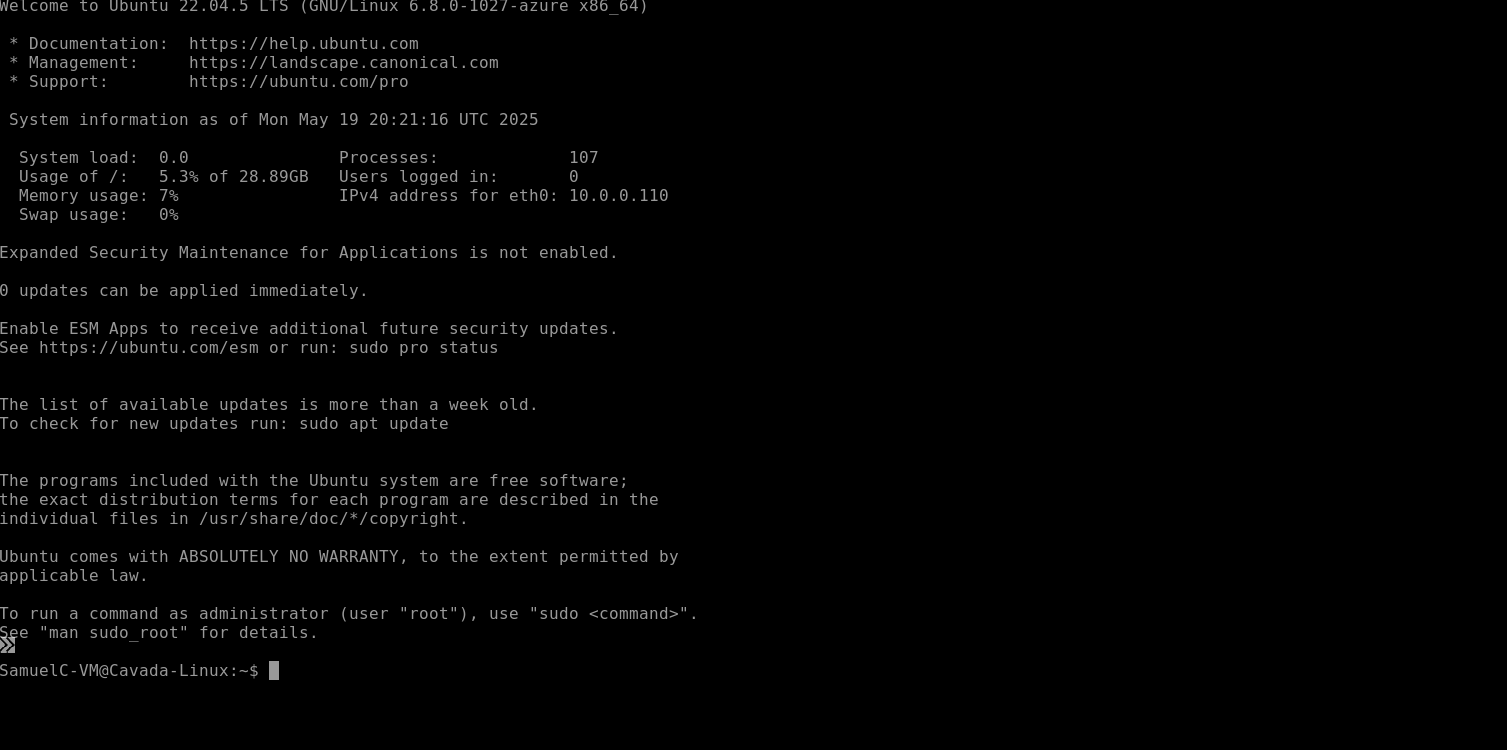 Welcome to Ubuntu 22.04.5 LTS (GNU/Linux 6.8.0-1027-azure x86_64)

 * Documentation:  https://help.ubuntu.com
 * Management:     https://landscape.canonical.com
 * Support:        https://ubuntu.com/pro

 System information as of Mon May 19 20:21:16 UTC 2025

  System load:  0.0               Processes:             107
  Usage of /:   5.3% of 28.89GB   Users logged in:       0
  Memory usage: 7%                IPv4 address for eth0: 10.0.0.110
  Swap usage:   0%

Expanded Security Maintenance for Applications is not enabled.

0 updates can be applied immediately.

Enable ESM Apps to receive additional future security updates.
See https://ubuntu.com/esm or run: sudo pro status


The list of available updates is more than a week old.
To check for new updates run: sudo apt update


The programs included with the Ubuntu system are free software;
the exact distribution terms for each program are described in the
individual files in /usr/share/doc/*/copyright.

Ubuntu comes with ABSOLUTELY NO WARRANTY, to the extent permitted by
applicable law.

To run a command as administrator (user "root"), use "sudo <command>".
See "man sudo_root" for details.

SamuelC-VM@Cavada-Linux:~$